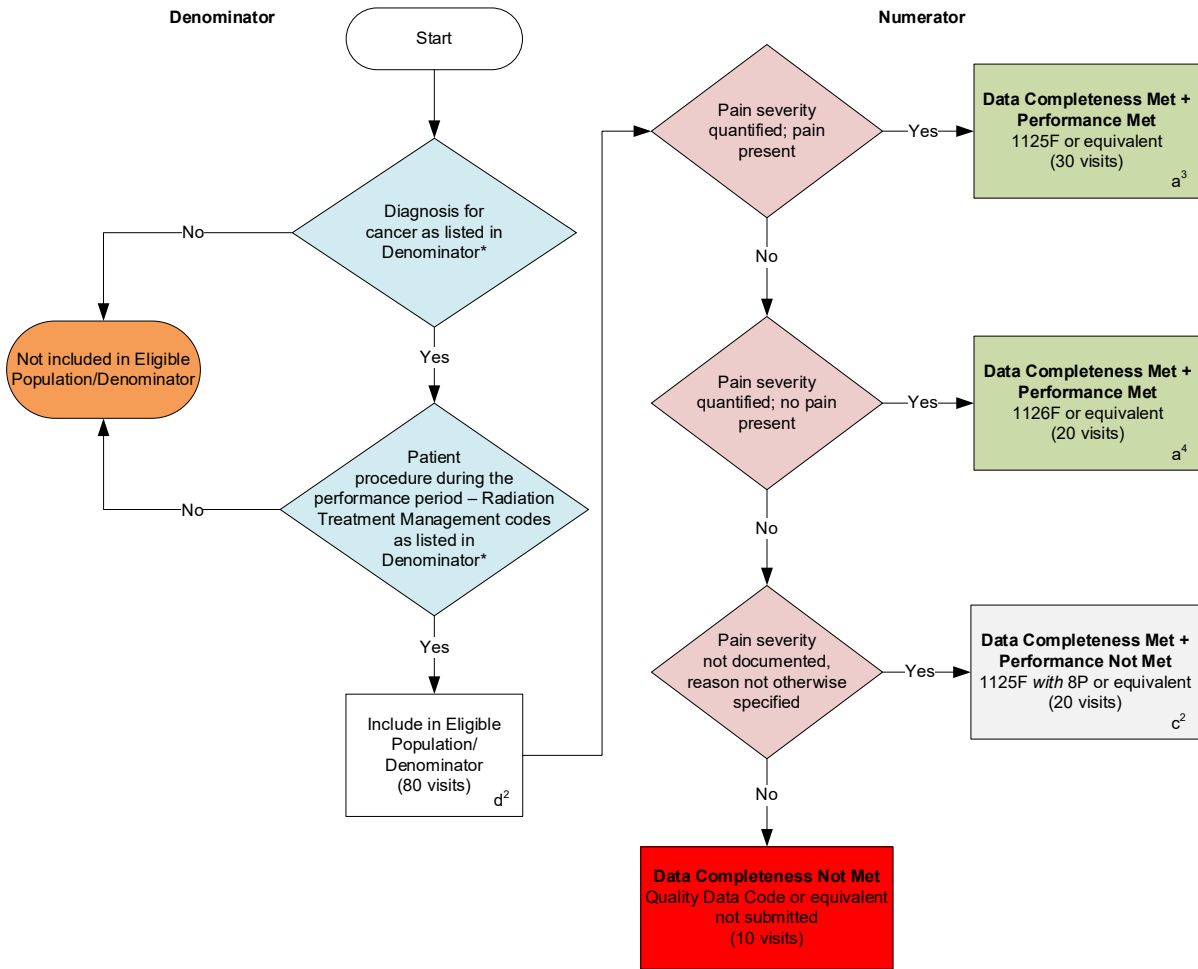 Denominator
Start
Diagnosis for
cancer as listed in
Denominator*
No
Not included in Eligible
Population/Denominator
Yes
Patient
procedure during the
performance period – Radiation
Treatment Management codes
as listed in
Denominator*
No
Yes
Include in Eligible
Population/
Denominator
(80 visits)
d²
Numerator
Pain severity
quantified; pain
present
Yes
Data Completeness Met +
Performance Met
1125F or equivalent
(30 visits)
a³
No
Pain severity
quantified; no pain
present
Yes
Data Completeness Met +
Performance Met
1126F or equivalent
(20 visits)
a⁴
No
Pain severity
not documented,
reason not otherwise
specified
Yes
Data Completeness Met +
Performance Not Met
1125F with 8P or equivalent
(20 visits)
c²
No
Data Completeness Not Met
Quality Data Code or equivalent
not submitted
(10 visits)